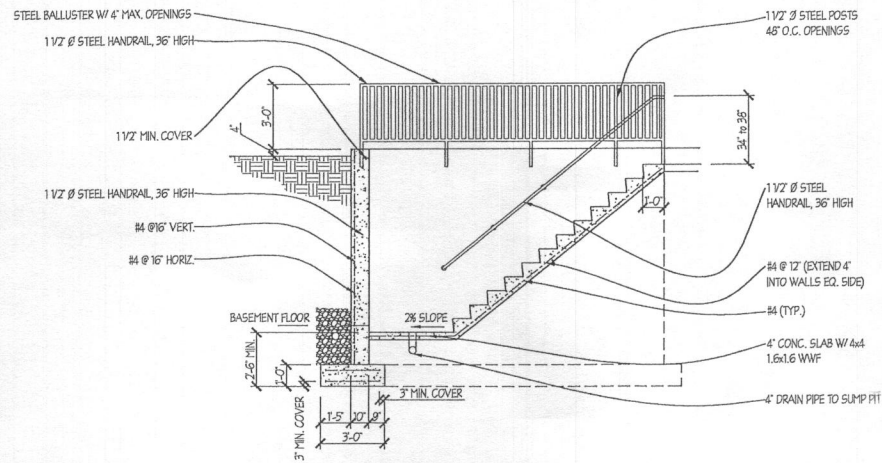 STEEL BALLUSTER W/ 4" MAX. OPENINGS
1 1/2" Ø STEEL HANDRAIL, 36" HIGH
1 1/2" Ø STEEL POSTS
48" O.C. OPENINGS
3'-0"
4"
1 1/2" MIN. COVER
34" to 38"
1 1/2" Ø STEEL HANDRAIL, 36" HIGH
1'-0"
1 1/2" Ø STEEL
HANDRAIL, 36" HIGH
#4 @16" VERT.
#4 @ 16" HORIZ.
#4 @ 12" (EXTEND 4"
INTO WALLS EQ. SIDE)
#4 (TYP.)
BASEMENT FLOOR
2% SLOPE
4" CONC. SLAB W/ 4x4
1.6x1.6 WWF
2'-6" MIN.
1'-0"
4" DRAIN PIPE TO SUMP PIT
3" MIN. COVER
3" MIN. COVER
1'-5"
10"
9"
3'-0"